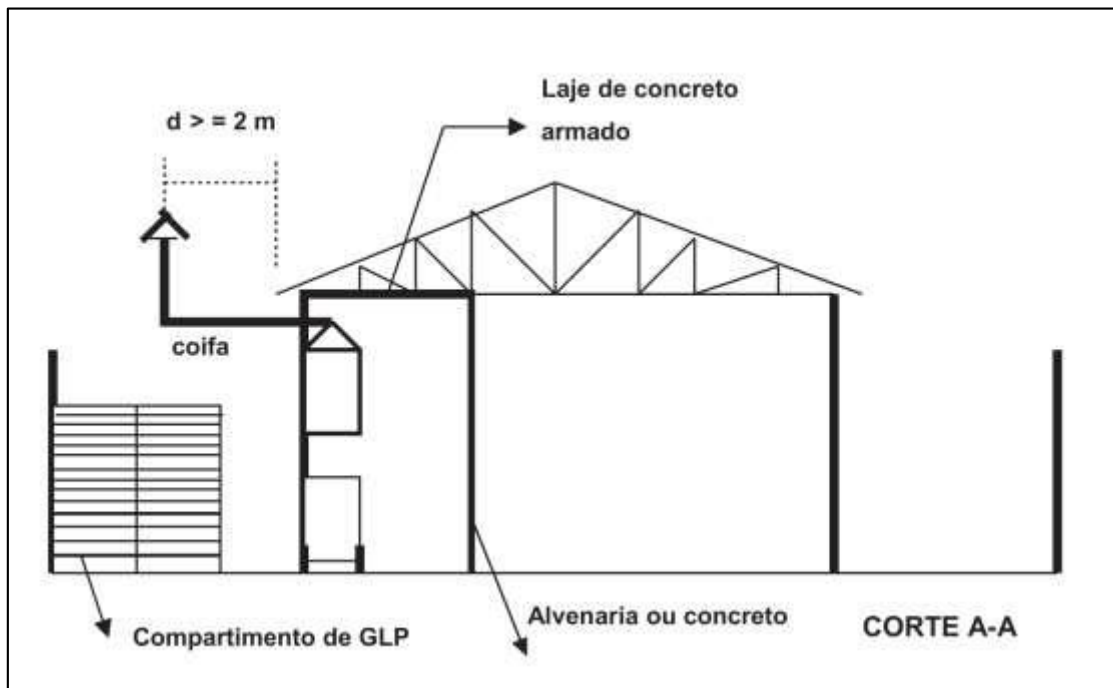 Laje de concreto
armado
d > = 2 m
coifa
Compartimento de GLP
Alvenaria ou concreto
CORTE A-A